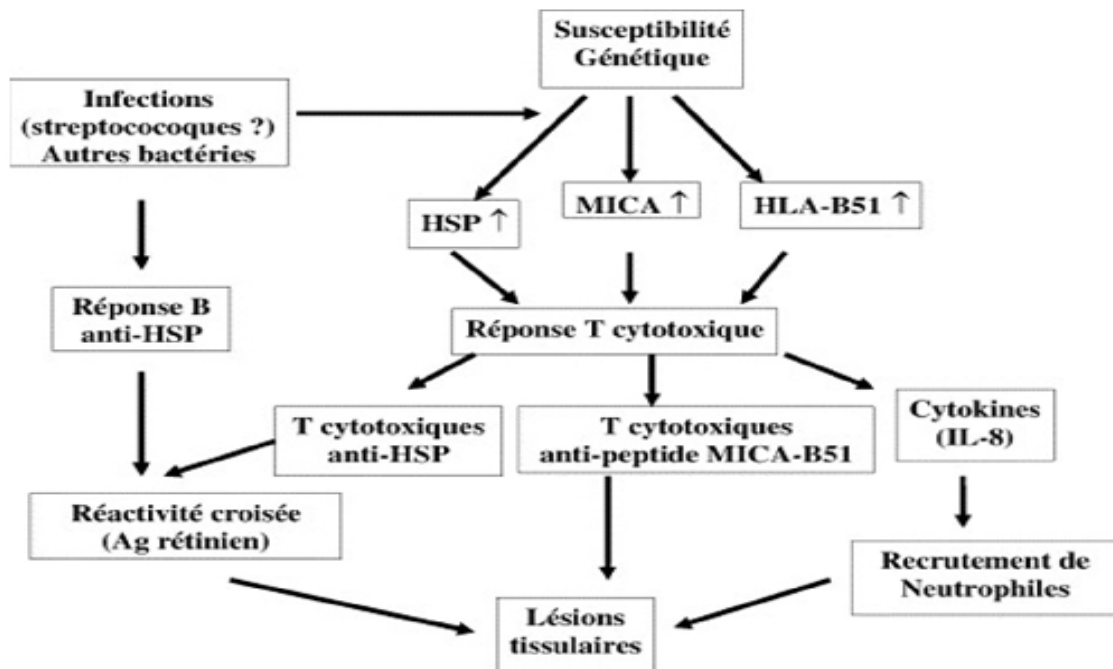 Susceptibilité
Génétique
Infections
(streptococoques ?)
Autres bactéries
HSP ↑
MICA ↑
HLA-B51 ↑
Réponse B
anti-HSP
Réponse T cytotoxique
T cytotoxiques
anti-HSP
T cytotoxiques
anti-peptide MICA-B51
Cytokines
(IL-8)
Réactivité croisée
(Ag rétinien)
Recrutement de
Neutrophiles
Lésions
tissulaires